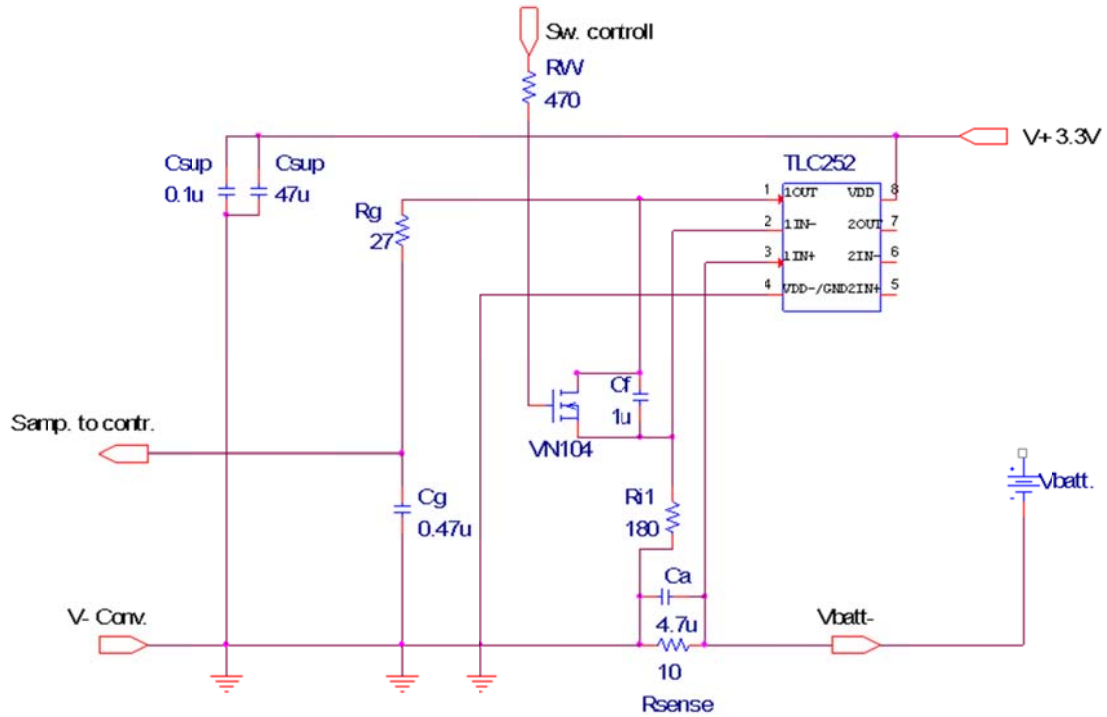 Sw. controll
RW
470
V+ 3.3V
Csup
0.1u
Csup
47u
TLC252
1 1OUT VDD 8
2 1IN- 2OUT 7
3 1IN+ 2IN- 6
4 VDD-/GND2IN+ 5
Rg
27
Cf
1u
VN104
Samp. to contr.
Cg
0.47u
Ri1
180
+
-
Vbatt.
Ca
4.7u
V- Conv.
Vbatt-
10
Rsense